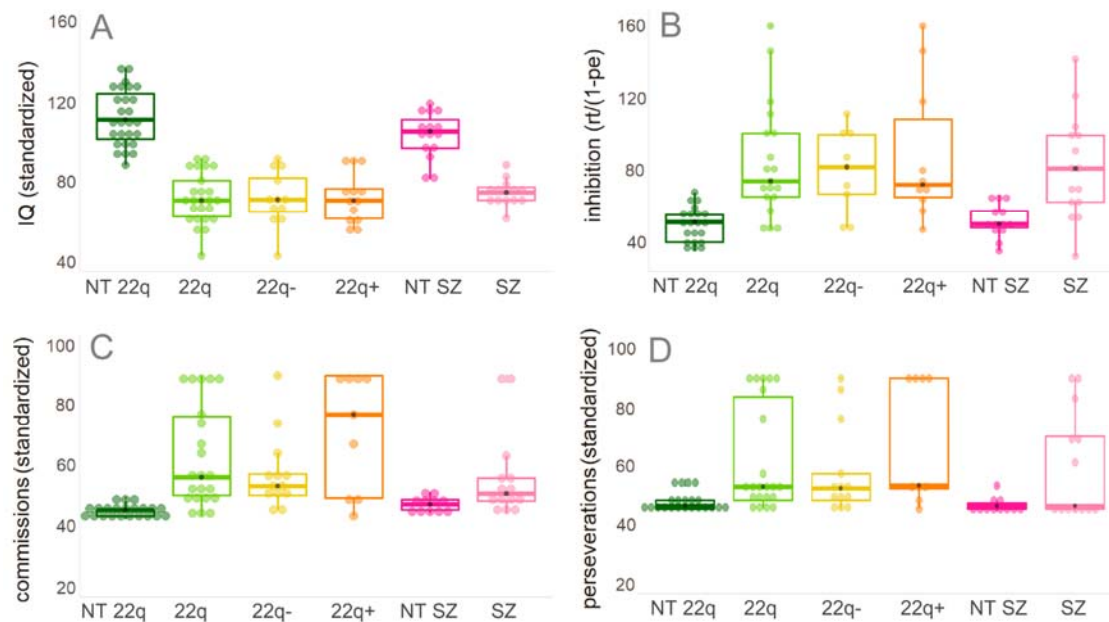 A
IQ (standardized)
160
120
80
40
NT 22q 22q 22q- 22q+ NT SZ SZ
B
inhibition (rt/(1-pe)
160
120
80
40
NT 22q 22q 22q- 22q+ NT SZ SZ
C
commissions (standardized)
100
80
60
40
20
NT 22q 22q 22q- 22q+ NT SZ SZ
D
perseverations (standardized)
100
80
60
40
20
NT 22q 22q 22q- 22q+ NT SZ SZ